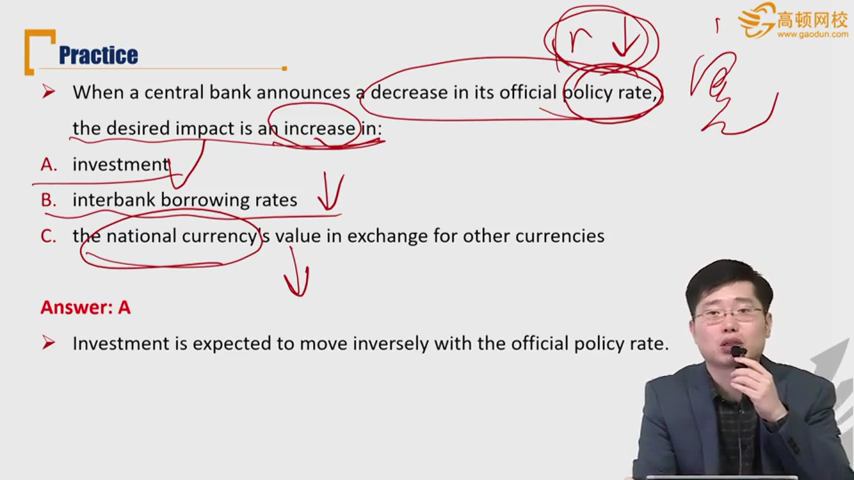 高顿网校
www.gaodun.com
Practice
When a central bank announces a decrease in its official policy rate,
the desired impact is an increase in:
A. investment
B. interbank borrowing rates
C. the national currency's value in exchange for other currencies
Answer: A
Investment is expected to move inversely with the official policy rate.
r ↓